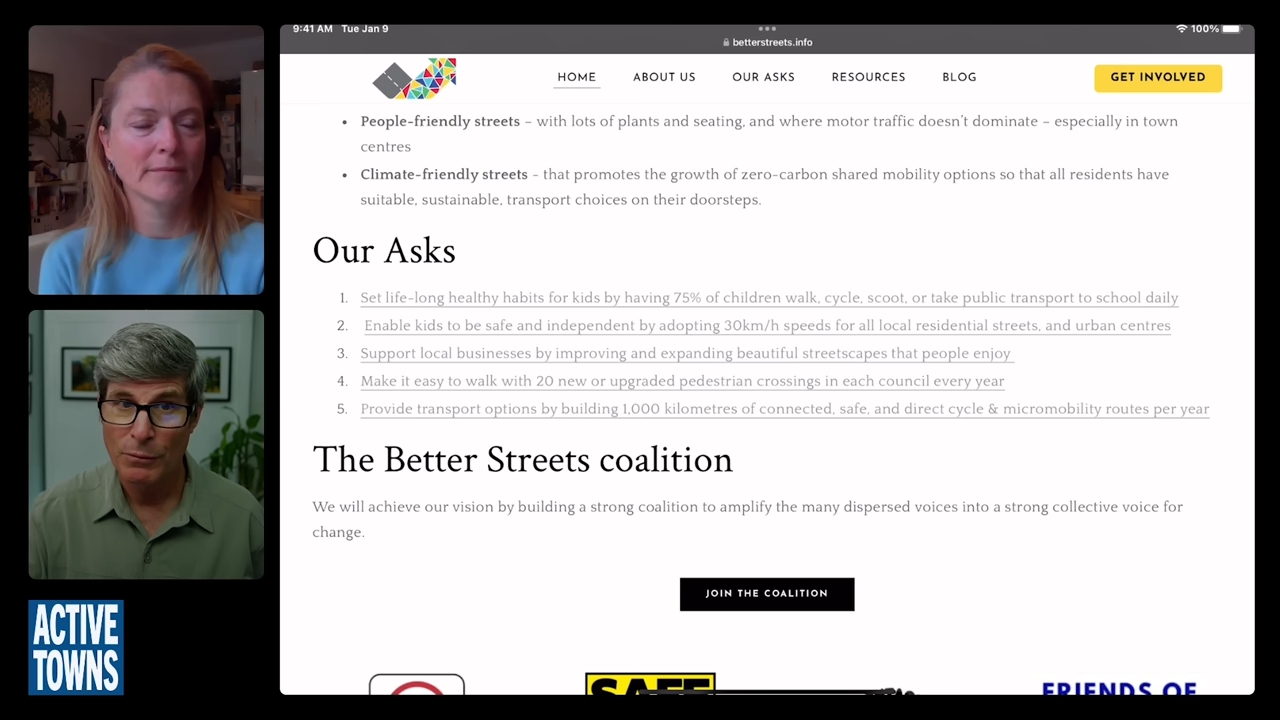 9:41 AM Tue Jan 9
100%
betterstreets.info
HOME
ABOUT US
OUR ASKS
RESOURCES
BLOG
GET INVOLVED
• People-friendly streets – with lots of plants and seating, and where motor traffic doesn't dominate – especially in town
centres
• Climate-friendly streets - that promotes the growth of zero-carbon shared mobility options so that all residents have
suitable, sustainable, transport choices on their doorsteps.
Our Asks
1. Set life-long healthy habits for kids by having 75% of children walk, cycle, scoot, or take public transport to school daily
2. Enable kids to be safe and independent by adopting 30km/h speeds for all local residential streets, and urban centres
3. Support local businesses by improving and expanding beautiful streetscapes that people enjoy
4. Make it easy to walk with 20 new or upgraded pedestrian crossings in each council every year
5. Provide transport options by building 1,000 kilometres of connected, safe, and direct cycle & micromobility routes per year
The Better Streets coalition
We will achieve our vision by building a strong coalition to amplify the many dispersed voices into a strong collective voice for
change.
JOIN THE COALITION
SAFE
FRIENDS OF
ACTIVE
TOWNS